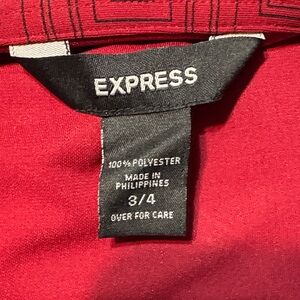 EXPRESS
100% POLYESTER
MADE IN
PHILIPPINES
3/4
OVER FOR CARE